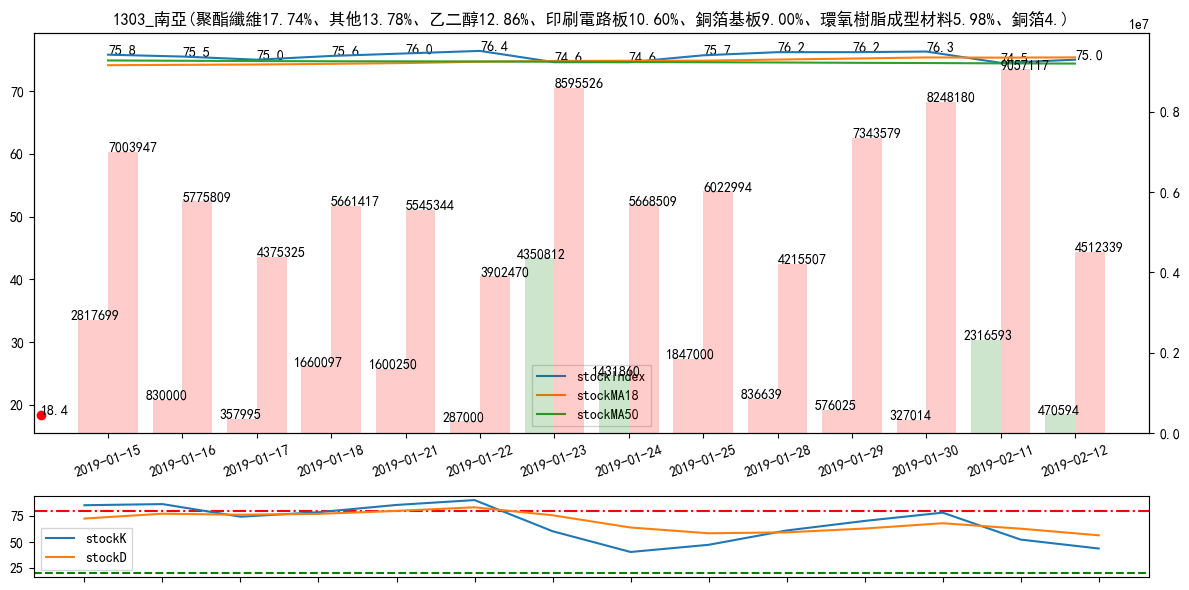 1303_南亞(聚酯纖維17.74%、其他13.78%、乙二醇12.86%、印刷電路板10.60%、銅箔基板9.00%、環氧樹脂成型材料5.98%、銅箔4.)
1e7
75.8 75.5 75.0 75.6 76.0 76.4 74.6 74.6 75.7 76.2 76.2 76.3 74.5 75.0
70 60 50 40 30 20
0.8 0.6 0.4 0.2 0.0
7003947 5775809 4375325 5661417 5545344 3902470 8595526 5668509 6022994 4215507 7343579 8248180 9057117 4512339
2817699 830000 357995 1660097 1600250 287000 4350812 1431860 1847000 836639 576025 327014 2316593 470594
18.4
stockIndex
stockMA18
stockMA50
2019-01-15 2019-01-16 2019-01-17 2019-01-18 2019-01-21 2019-01-22 2019-01-23 2019-01-24 2019-01-25 2019-01-28 2019-01-29 2019-01-30 2019-02-11 2019-02-12
75
50
25
stockK
stockD